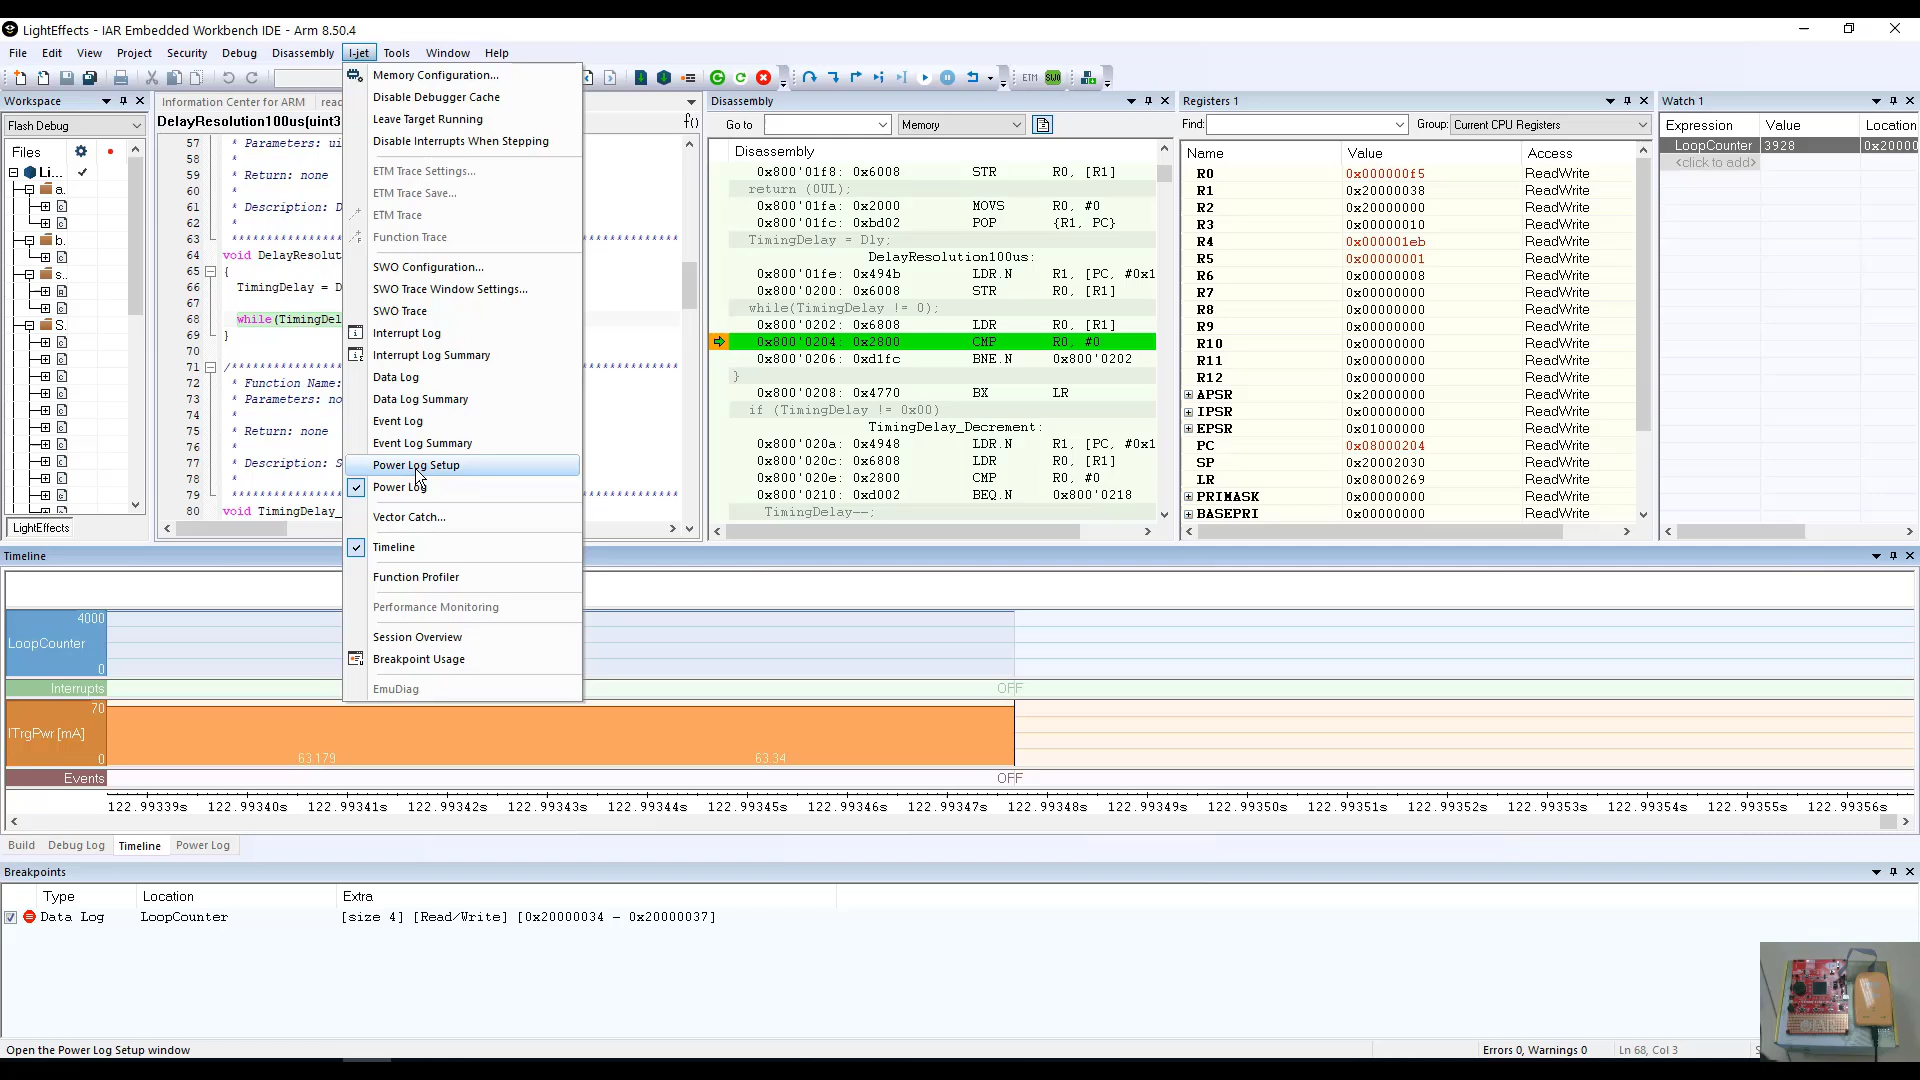 LightEffects - IAR Embedded Workbench IDE - Arm 8.50.4
File Edit View Project Security Debug Disassembly I-jet Tools Window Help
ETM SWO
Workspace
Flash Debug
Files
Li...
a.
b.
s..
S.
LightEffects
Information Center for ARM
DelayResolution100us(uint3
f()
57 * Parameters: ui
58 *
59 * Return: none
60 *
61 * Description: D
62 *
63
64 void DelayResolut
65 {
66 TimingDelay = D
67
68 while(TimingDel
69 }
70
71 /
72 * Function Name:
73 * Parameters: no
74 *
75 * Return: none
76 *
77 * Description: S
78 *
79
80 void TimingDelay_
Memory Configuration...
Disable Debugger Cache
Leave Target Running
Disable Interrupts When Stepping
ETM Trace Settings...
ETM Trace Save...
ETM Trace
Function Trace
SWO Configuration...
SWO Trace Window Settings...
SWO Trace
Interrupt Log
Interrupt Log Summary
Data Log
Data Log Summary
Event Log
Event Log Summary
Power Log Setup
Power Log
Vector Catch...
Timeline
Function Profiler
Performance Monitoring
Session Overview
Breakpoint Usage
EmuDiag
Disassembly
Go to Memory
Disassembly
0x800'01f8: 0x6008 STR R0, [R1]
return (0UL);
0x800'01fa: 0x2000 MOVS R0, #0
0x800'01fc: 0xbd02 POP {R1, PC}
TimingDelay = Dly;
DelayResolution100us:
0x800'01fe: 0x494b LDR.N R1, [PC, #0x1
0x800'0200: 0x6008 STR R0, [R1]
while(TimingDelay != 0);
0x800'0202: 0x6808 LDR R0, [R1]
0x800'0204: 0x2800 CMP R0, #0
0x800'0206: 0xd1fc BNE.N 0x800'0202
}
0x800'0208: 0x4770 BX LR
if (TimingDelay != 0x00)
TimingDelay_Decrement:
0x800'020a: 0x4948 LDR.N R1, [PC, #0x1
0x800'020c: 0x6808 LDR R0, [R1]
0x800'020e: 0x2800 CMP R0, #0
0x800'0210: 0xd002 BEQ.N 0x800'0218
TimingDelay--;
Registers 1
Find: Group: Current CPU Registers
Name Value Access
R0 0x000000f5 ReadWrite
R1 0x20000038 ReadWrite
R2 0x20000000 ReadWrite
R3 0x00000010 ReadWrite
R4 0x000001eb ReadWrite
R5 0x00000001 ReadWrite
R6 0x00000008 ReadWrite
R7 0x00000000 ReadWrite
R8 0x00000000 ReadWrite
R9 0x00000000 ReadWrite
R10 0x00000000 ReadWrite
R11 0x00000000 ReadWrite
R12 0x00000000 ReadWrite
APSR 0x20000000 ReadWrite
IPSR 0x00000000 ReadWrite
EPSR 0x01000000 ReadWrite
PC 0x08000204 ReadWrite
SP 0x20002030 ReadWrite
LR 0x08000269 ReadWrite
PRIMASK 0x00000000 ReadWrite
BASEPRI 0x00000000 ReadWrite
Watch 1
Expression Value Location
LoopCounter 3928 0x20000
<click to add>
Timeline
4000
LoopCounter
0
Interrupts OFF
70
ITrgPwr [mA]
0 63.179 63.34
Events OFF
122.99339s 122.99340s 122.99341s 122.99342s 122.99343s 122.99344s 122.99345s 122.99346s 122.99347s 122.99348s 122.99349s 122.99350s 122.99351s 122.99352s 122.99353s 122.99354s 122.99355s 122.99356s
Build Debug Log Timeline Power Log
Breakpoints
Type Location Extra
Data Log LoopCounter [size 4] [Read/Write] [0x20000034 - 0x20000037]
Open the Power Log Setup window Errors 0, Warnings 0 Ln 68, Col 3